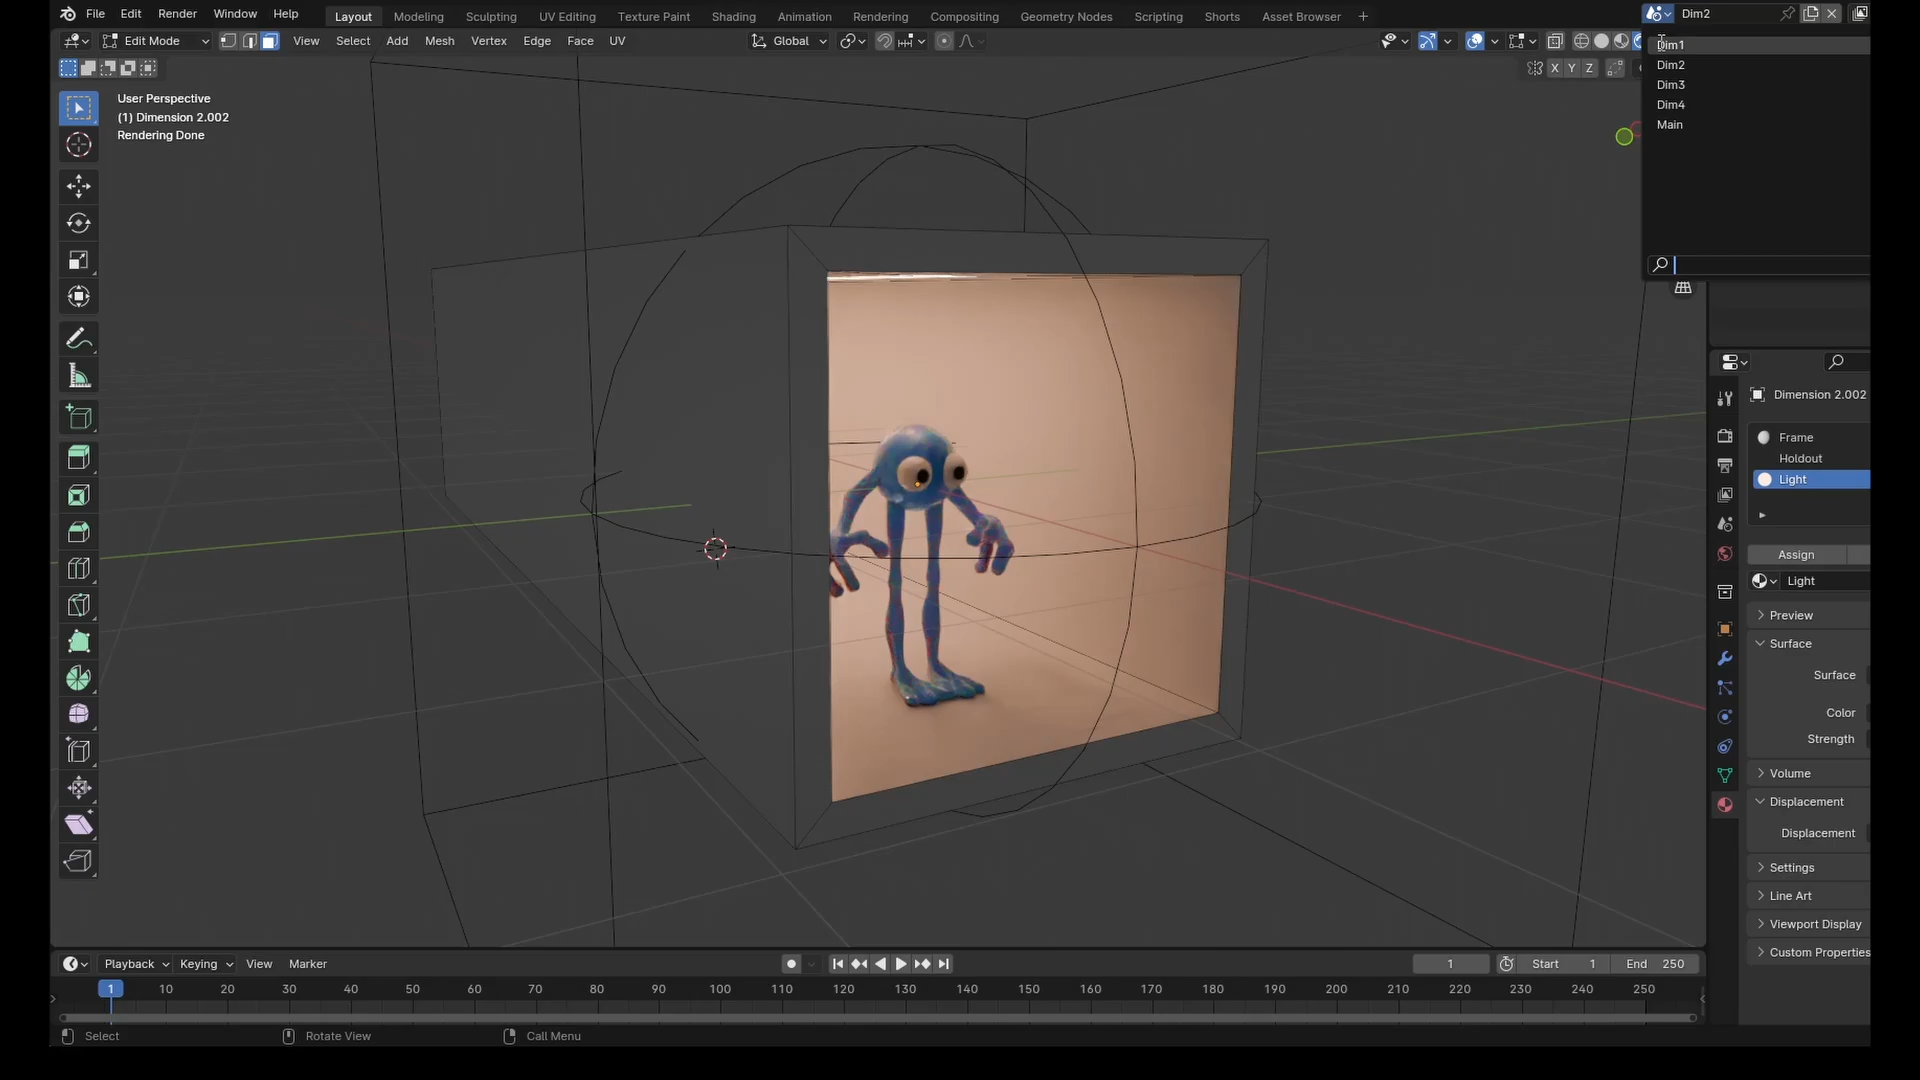 File Edit Render Window Help Layout Modeling Sculpting UV Editing Texture Paint Shading Animation Rendering Compositing Geometry Nodes Scripting Shorts Asset Browser + Dim2
Edit Mode View Select Add Mesh Vertex Edge Face UV Global
Dim1
Dim2
Dim3
Dim4
Main
X Y Z
User Perspective
(1) Dimension 2.002
Rendering Done
Dimension 2.002
Frame
Holdout
Light
Assign
Light
Preview
Surface
Surface
Color
Strength
Volume
Displacement
Displacement
Settings
Line Art
Viewport Display
Custom Properties
Playback Keying View Marker 1 Start 1 End 250
1 10 20 30 40 50 60 70 80 90 100 110 120 130 140 150 160 170 180 190 200 210 220 230 240 250
Select Rotate View Call Menu